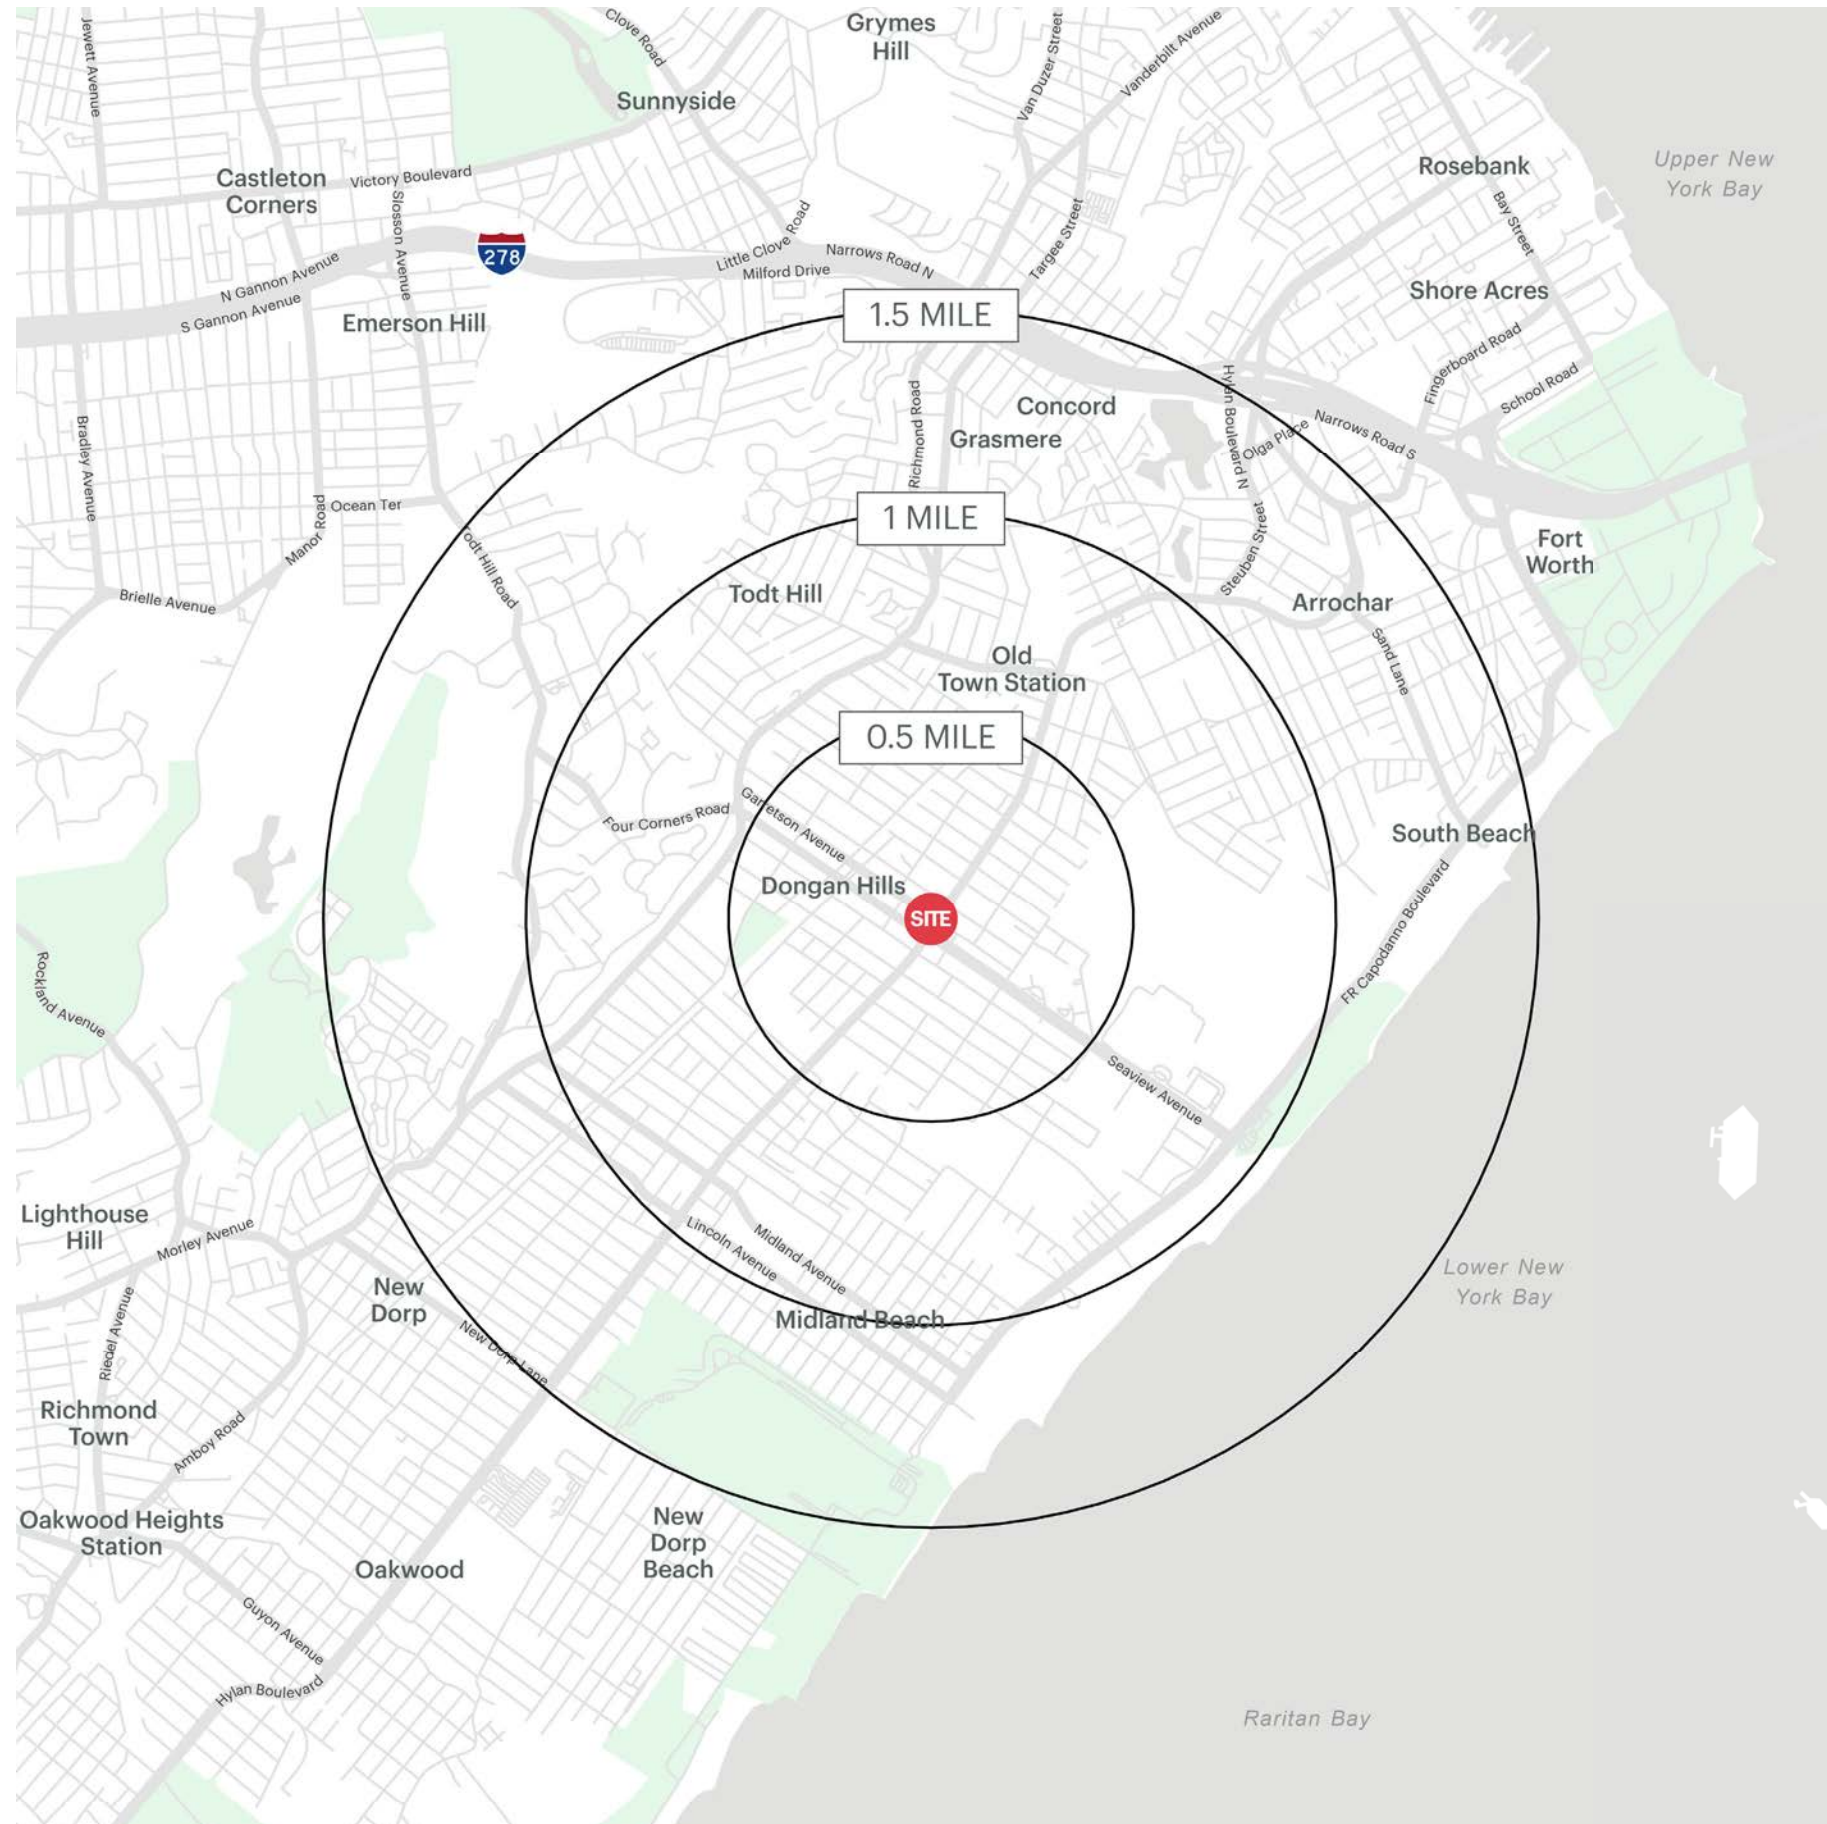 Jewett Avenue
Clove Road
Grymes
Hill
Van Duzer Street
Vanderbilt Avenue
Sunnyside
Rosebank
Upper New
York Bay
Castleton
Corners
Victory Boulevard
Slosson Avenue
Bay Street
278
Little Clove Road
Narrows Road N
Milford Drive
Targee Street
N Gannon Avenue
S Gannon Avenue
Emerson Hill
Shore Acres
1.5 MILE
Fingerboard Road
School Road
Hylan Boulevard N
Richmond Road
Concord
Grasmere
Olga Place
Narrows Road S
Bradley Avenue
Manor Road
Ocean Ter
1 MILE
Todt Hill Road
Steuben Street
Fort
Worth
Brielle Avenue
Todt Hill
Arrochar
Old
Town Station
Sand Lane
0.5 MILE
Garretson Avenue
Four Corners Road
South Beach
Dongan Hills
SITE
FR Capodanno Boulevard
Rockland Avenue
Seaview Avenue
Lighthouse
Hill
Morley Avenue
Lincoln Avenue
Midland Avenue
Lower New
York Bay
New
Dorp
Riedel Avenue
Midland Beach
New Dorp Lane
Richmond
Town
Amboy Road
Oakwood Heights
Station
New
Dorp
Beach
Oakwood
Guyon Avenue
Hylan Boulevard
Raritan Bay